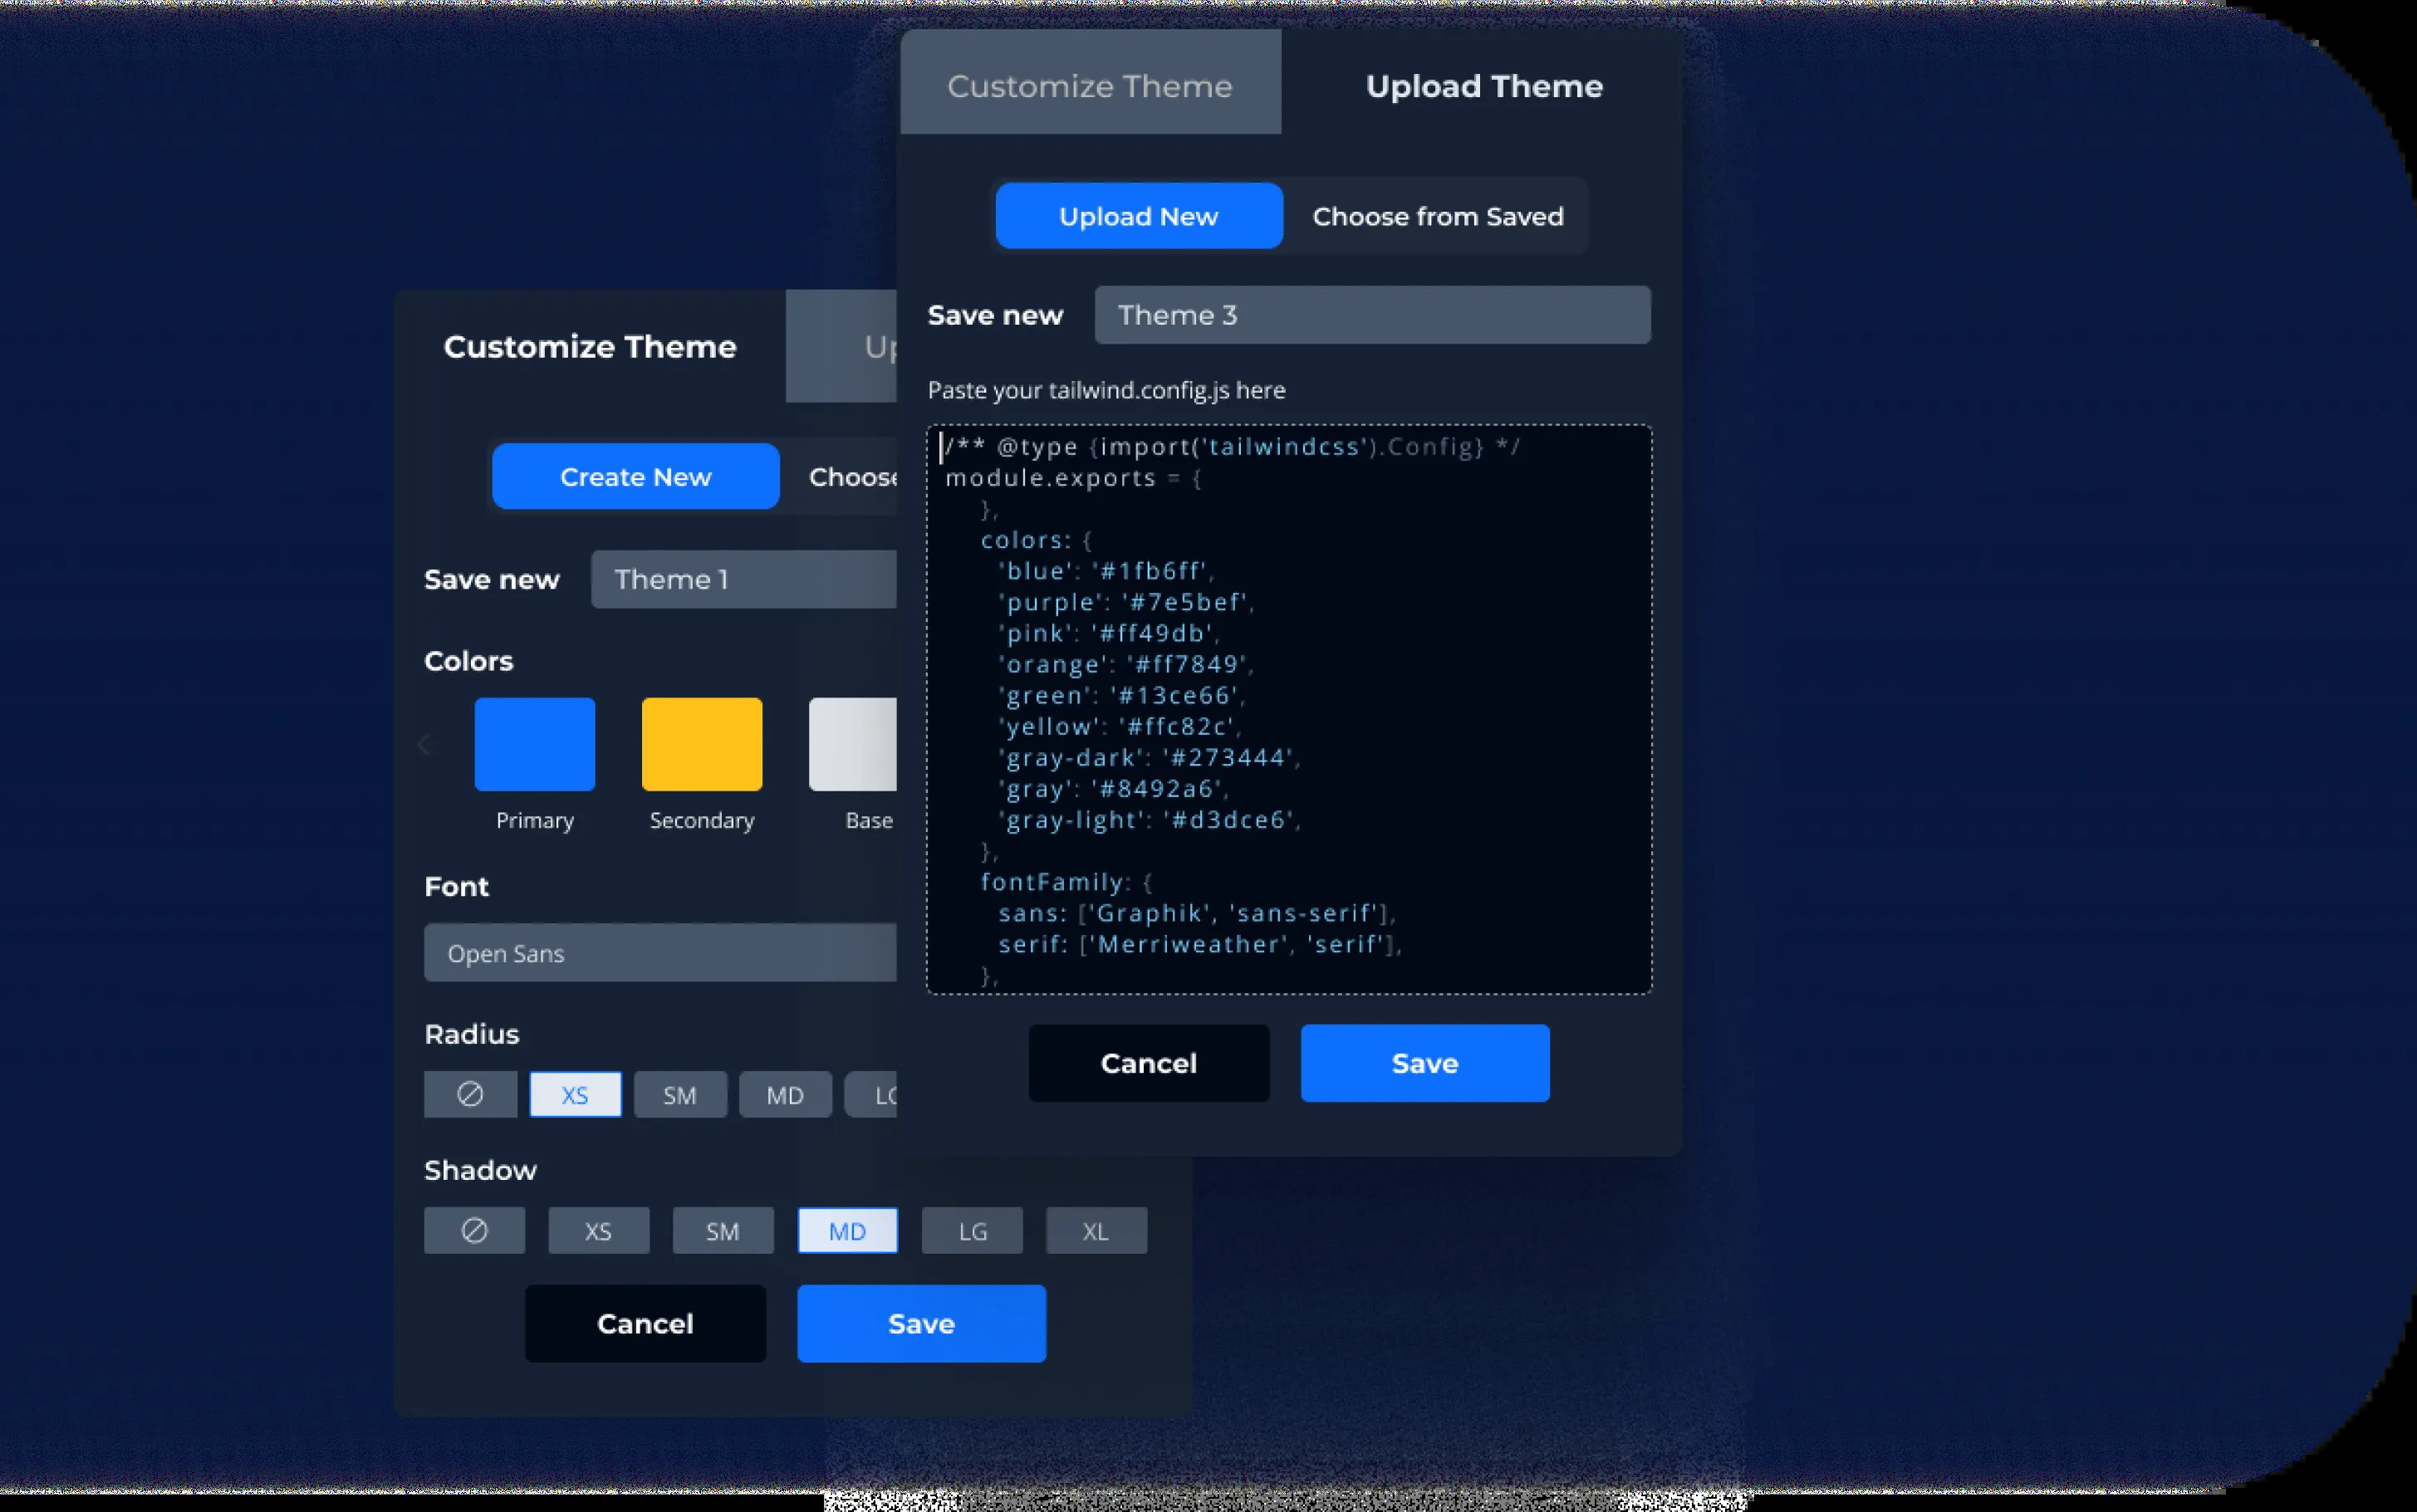 Customize Theme
Upload Theme
Upload New
Choose from Saved
Save new
Theme 3
Paste your tailwind.config.js here
/** @type {import('tailwindcss').Config} */
module.exports = {
},
colors: {
'blue': '#1fb6ff',
'purple': '#7e5bef',
'pink': '#ff49db',
'orange': '#ff7849',
'green': '#13ce66',
'yellow': '#ffc82c',
'gray-dark': '#273444',
'gray': '#8492a6',
'gray-light': '#d3dce6',
},
fontFamily: {
sans: ['Graphik', 'sans-serif'],
serif: ['Merriweather', 'serif'],
},
Cancel
Save
Customize Theme
Up
Create New
Choose
Save new
Theme 1
Colors
Primary
Secondary
Base
Font
Open Sans
Radius
XS
SM
MD
Shadow
XS
SM
MD
LG
XL
Cancel
Save